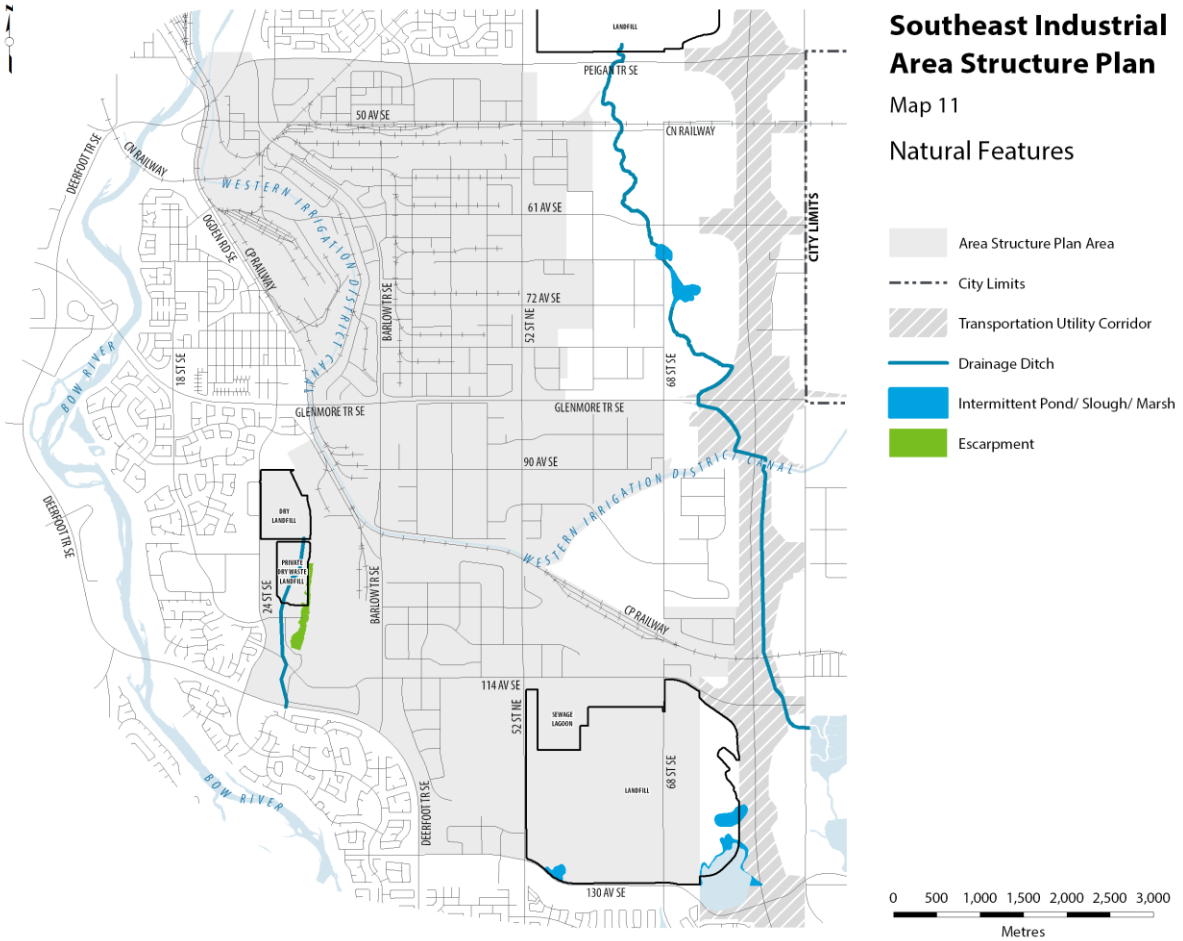 Southeast Industrial
Area Structure Plan
Map 11
Natural Features
Area Structure Plan Area
City Limits
Transportation Utility Corridor
Drainage Ditch
Intermittent Pond/ Slough/ Marsh
Escarpment
0 500 1,000 1,500 2,000 2,500 3,000
Metres
N
LANDFILL
PEIGAN TR SE
50 AV SE
CN RAILWAY
DEERFOOT TR SE
CN RAILWAY
WESTERN IRRIGATION DISTRICT CANAL
61 AV SE
CITY LIMITS
OGDEN RD SE
CP RAILWAY
BARLOW TR SE
72 AV SE
52 ST NE
18 ST SE
68 ST SE
BOW RIVER
GLENMORE TR SE
GLENMORE TR SE
90 AV SE
WESTERN IRRIGATION DISTRICT CANAL
DEERFOOT TR SE
DRY
LANDFILL
PRIVATE
DRY WASTE
LANDFILL
24 ST SE
BARLOW TR SE
CP RAILWAY
114 AV SE
52 ST NE
SEWAGE
LAGOON
68 ST SE
LANDFILL
BOW RIVER
DEERFOOT TR SE
130 AV SE